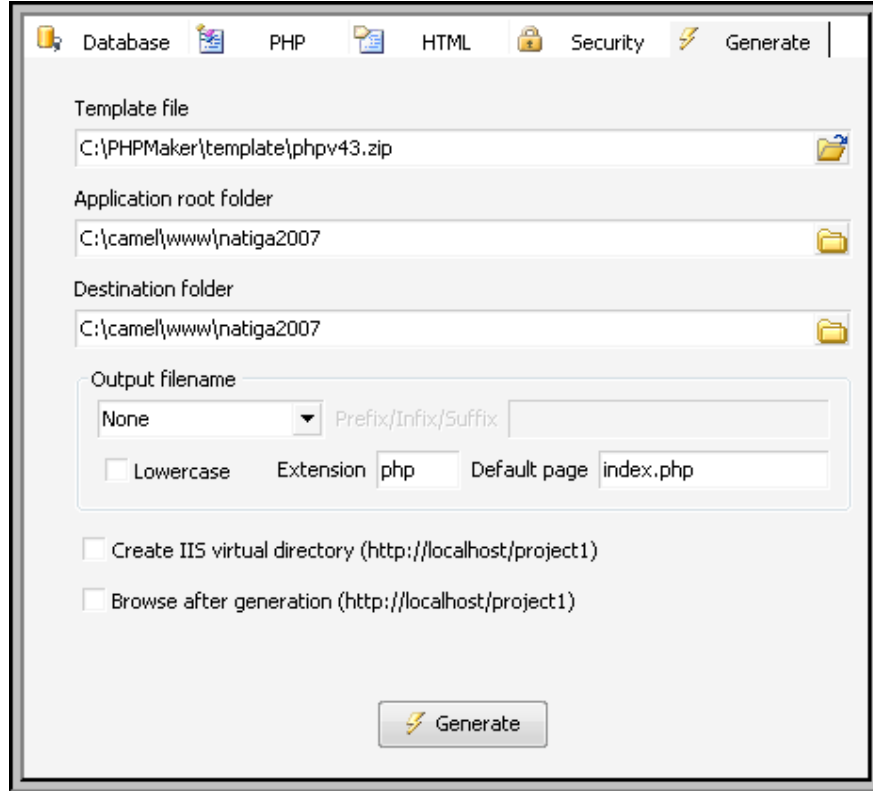 Database PHP HTML Security Generate
Template file
C:\PHPMaker\template\phpv43.zip
Application root folder
C:\camel\www\natiga2007
Destination folder
C:\camel\www\natiga2007
Output filename
None Prefix/Infix/Suffix
Lowercase Extension php Default page index.php
Create IIS virtual directory (http://localhost/project1)
Browse after generation (http://localhost/project1)
Generate